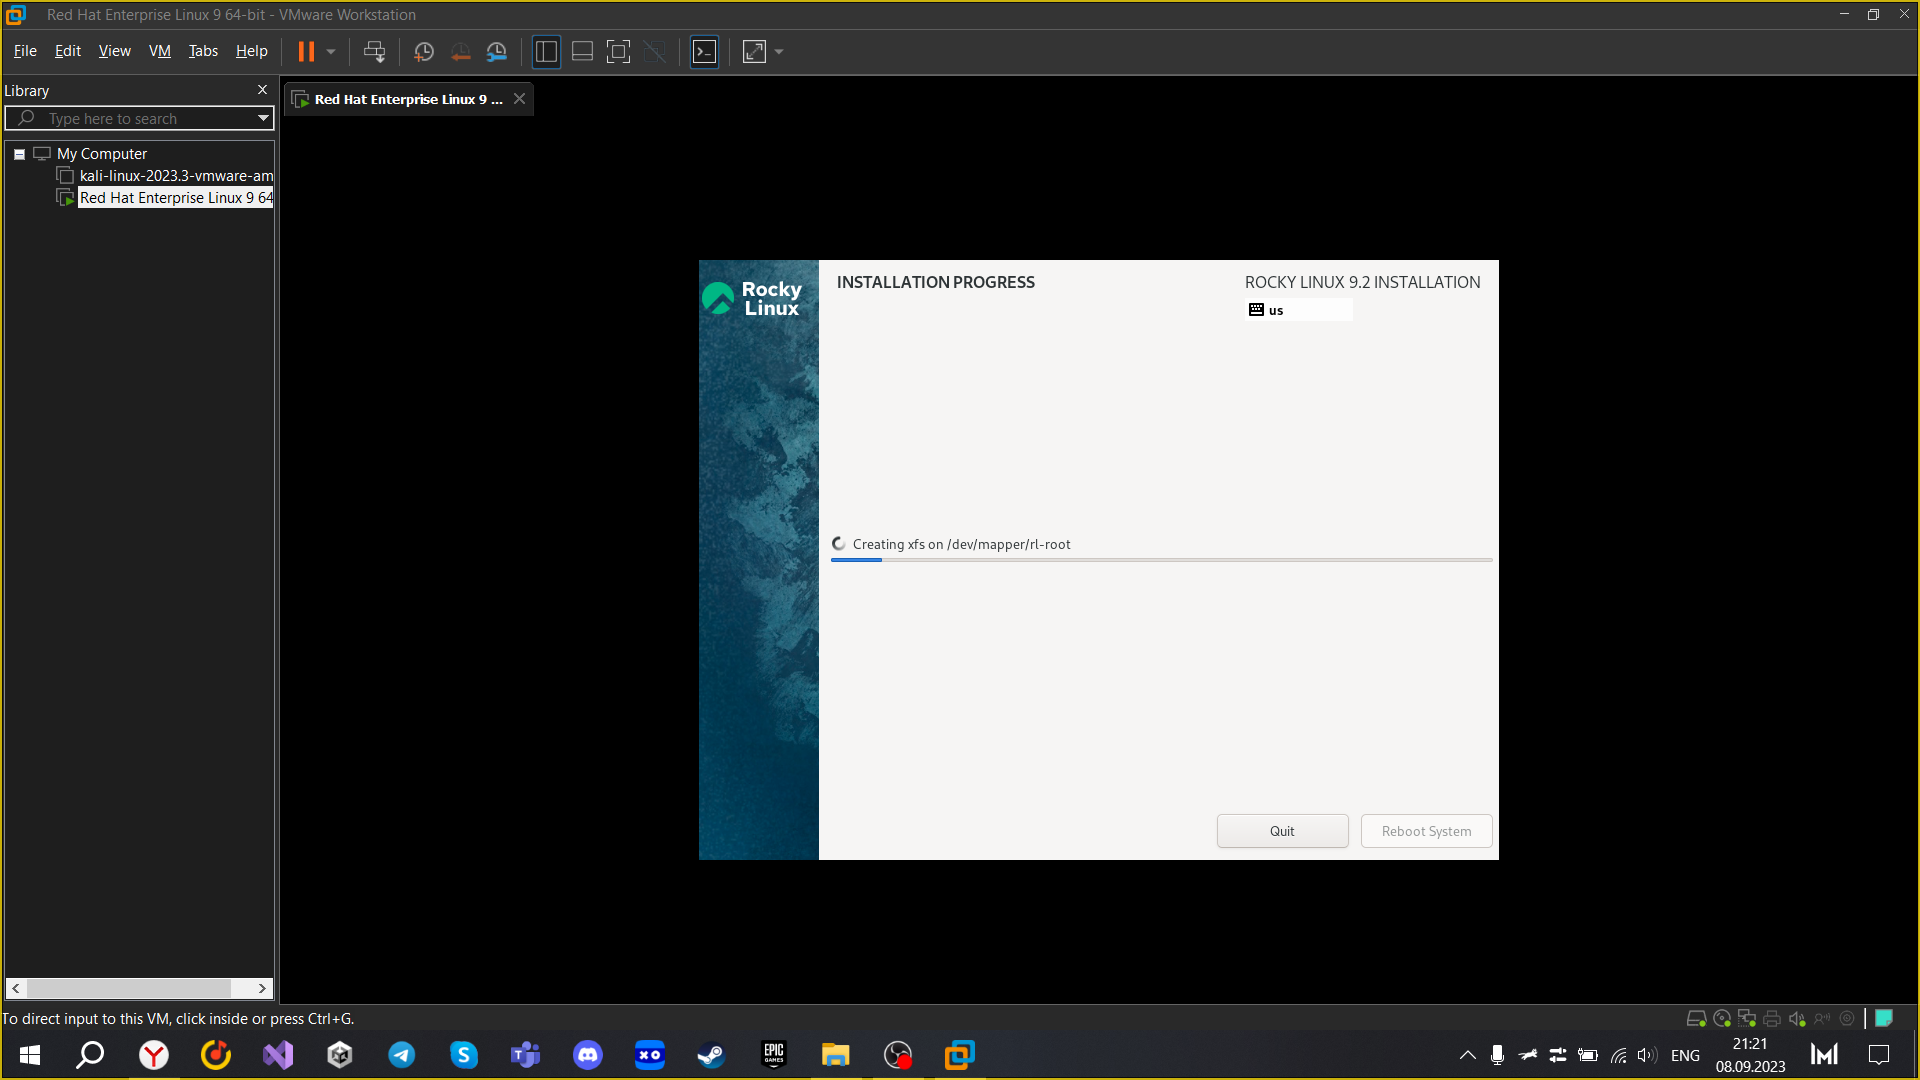 Red Hat Enterprise Linux 9 64-bit - VMware Workstation
File Edit View VM Tabs Help
Library
Red Hat Enterprise Linux 9 ...
Type here to search
My Computer
kali-linux-2023.3-vmware-am
Red Hat Enterprise Linux 9 64
Rocky
Linux
INSTALLATION PROGRESS
ROCKY LINUX 9.2 INSTALLATION
us
Creating xfs on /dev/mapper/rl-root
Quit
Reboot System
To direct input to this VM, click inside or press Ctrl+G.
EPIC
GAMES
ENG
21:21
08.09.2023